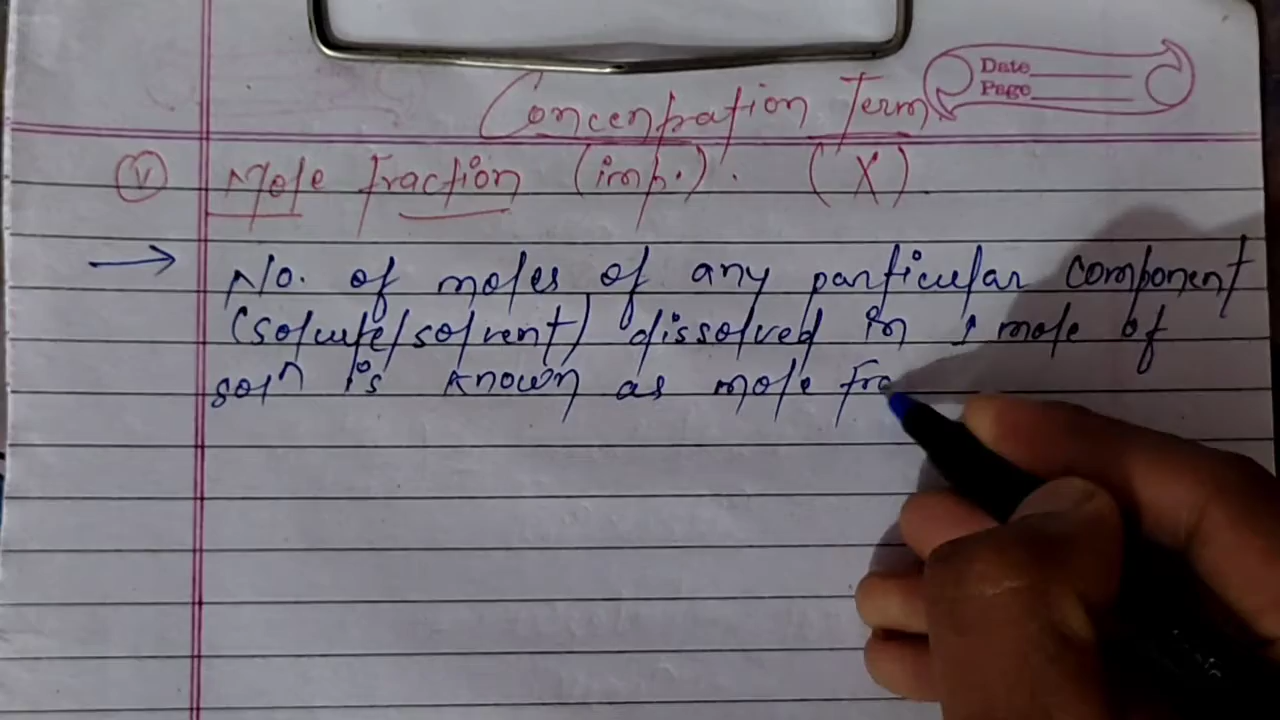 Concentration Term
Date
Page
(v) Mole fraction (imp.). (X)
→ No. of moles of any particular component
(solute/solvent) dissolved in 1 mole of
solⁿ is known as mole fra